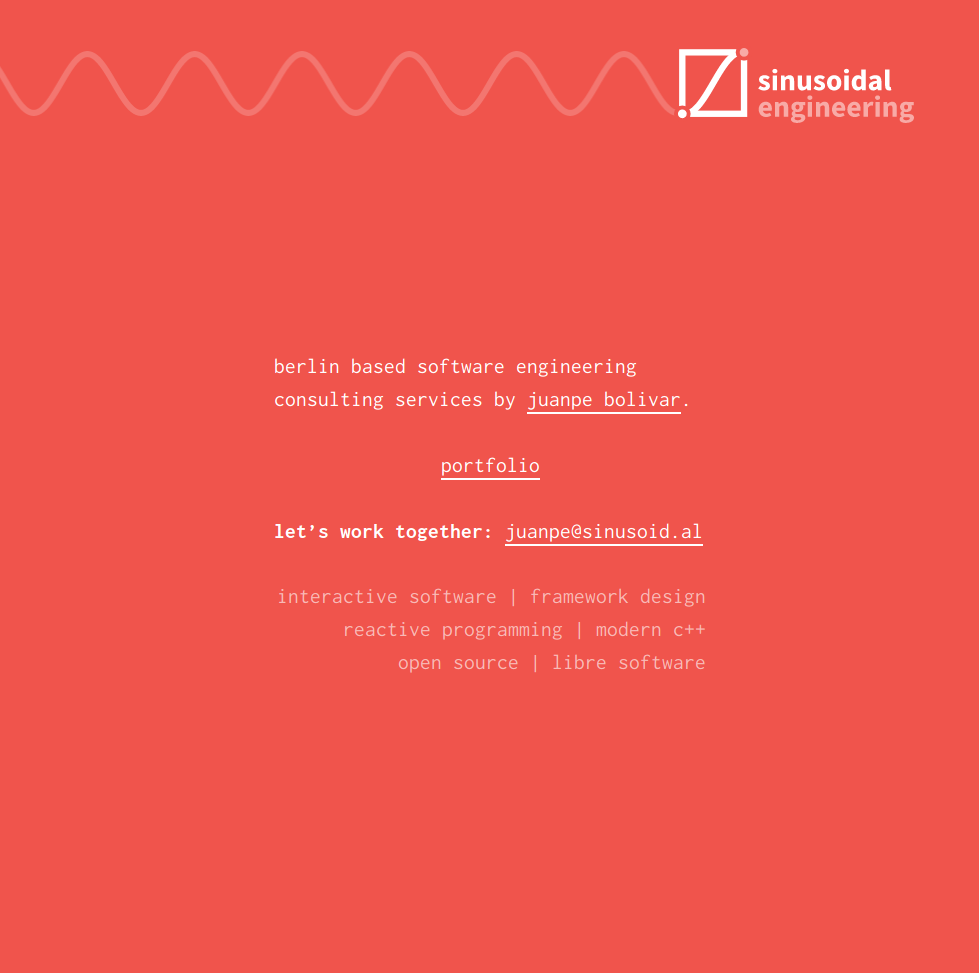 sinusoidal
engineering
berlin based software engineering
consulting services by juanpe bolivar.
portfolio
let’s work together: juanpe@sinusoid.al
interactive software | framework design
reactive programming | modern c++
open source | libre software